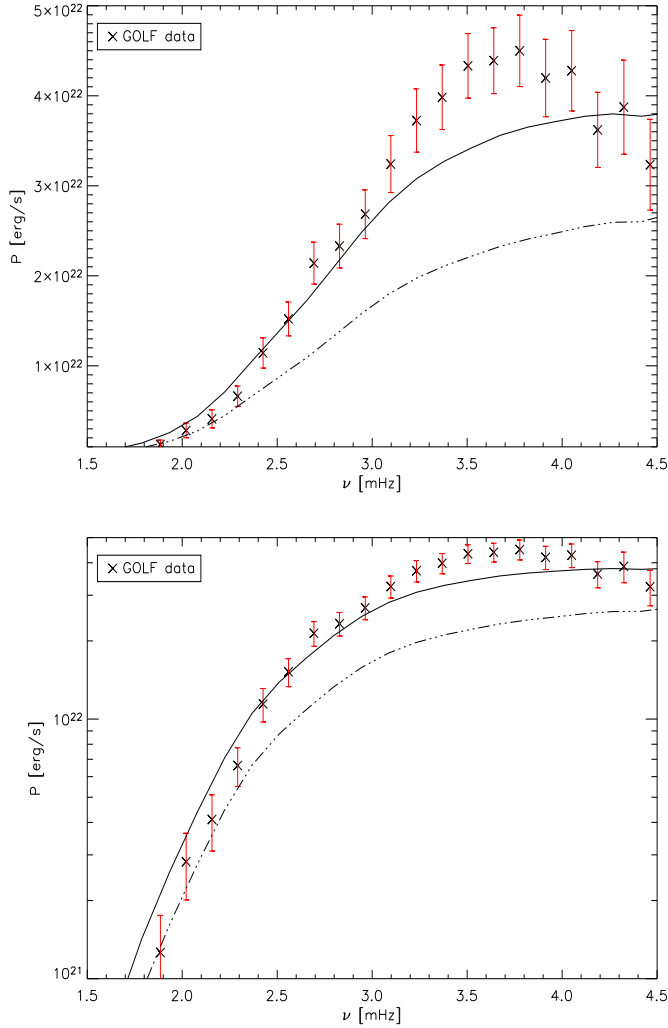 5×10²²
× GOLF data
4×10²²
3×10²²
P [erg/s]
2×10²²
1×10²²
1.5 2.0 2.5 3.0 3.5 4.0 4.5
ν [mHz]
× GOLF data
10²²
P [erg/s]
10²¹
1.5 2.0 2.5 3.0 3.5 4.0 4.5
ν [mHz]